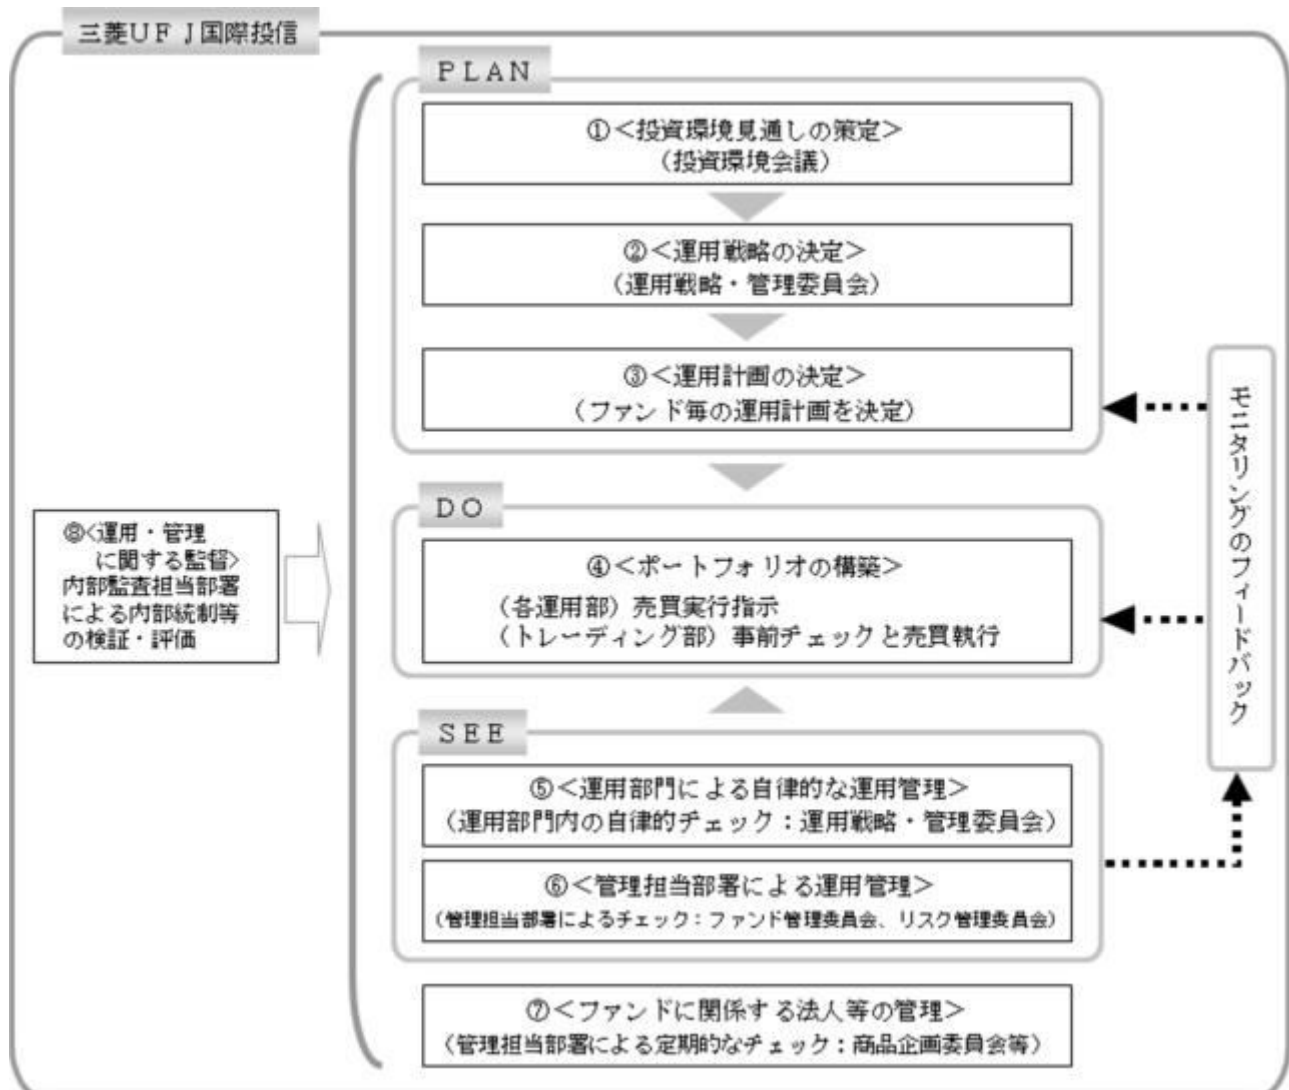 三菱UFJ国際投信
PLAN
①<投資環境見通しの策定>
(投資環境会議)
②<運用戦略の決定>
(運用戦略・管理委員会)
③<運用計画の決定>
(ファンド毎の運用計画を決定)
DO
④<ポートフォリオの構築>
(各運用部)売買実行指示
(トレーディング部)事前チェックと売買執行
SEE
⑤<運用部門による自律的な運用管理>
(運用部門内の自律的チェック:運用戦略・管理委員会)
⑥<管理担当部署による運用管理>
(管理担当部署によるチェック:ファンド管理委員会、リスク管理委員会)
⑦<ファンドに関係する法人等の管理>
(管理担当部署による定期的なチェック:商品企画委員会等)
⑧<運用・管理
に関する監督>
内部監査担当部署
による内部統制等
の検証・評価
モニタリングのフィードバック